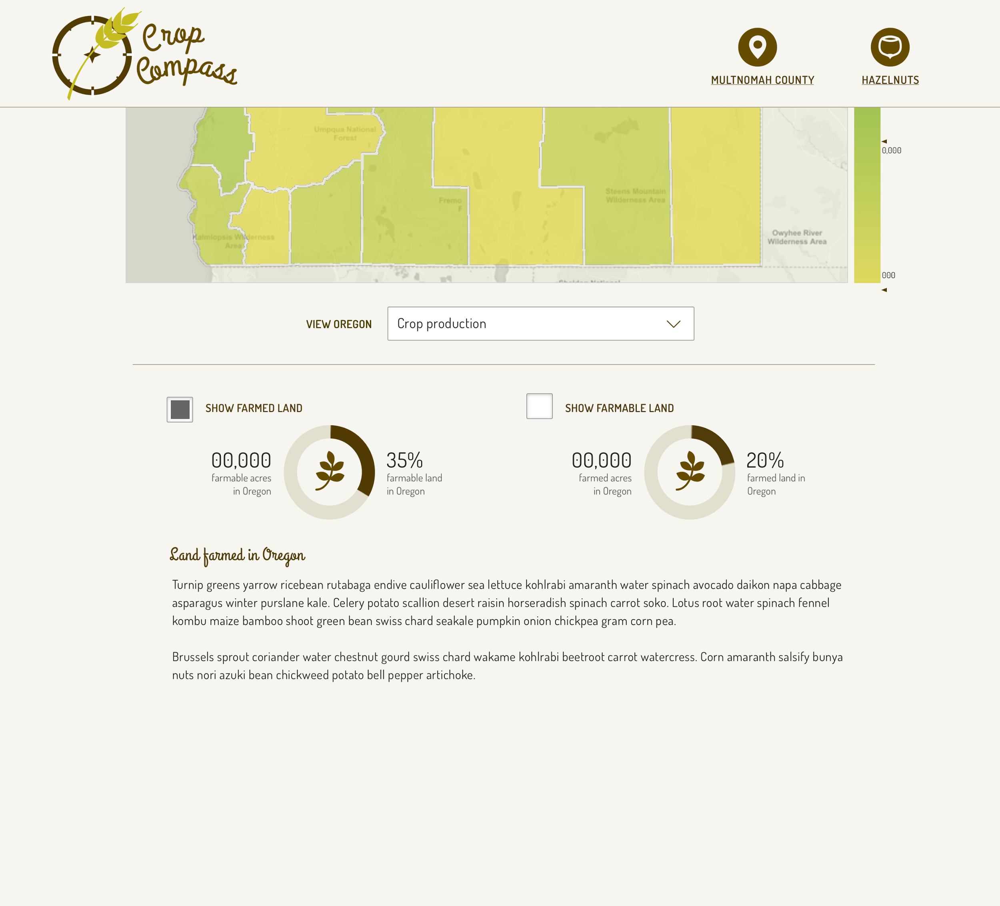 Crop
Compass
MULTNOMAH COUNTY
HAZELNUTS
Umpqua National
Forest
0,000
Steens Mountain
Wilderness Area
Fremo
F
Kalmiopsis Wilderness
Area
Owyhee River
Wilderness Area
000
Sheldon National
VIEW OREGON
Crop production
SHOW FARMED LAND
SHOW FARMABLE LAND
00,000
farmable acres
in Oregon
35%
farmable land
in Oregon
00,000
farmed acres
in Oregon
20%
farmed land in
Oregon
Land farmed in Oregon
Turnip greens yarrow ricebean rutabaga endive cauliflower sea lettuce kohlrabi amaranth water spinach avocado daikon napa cabbage
asparagus winter purslane kale. Celery potato scallion desert raisin horseradish spinach carrot soko. Lotus root water spinach fennel
kombu maize bamboo shoot green bean swiss chard seakale pumpkin onion chickpea gram corn pea.
Brussels sprout coriander water chestnut gourd swiss chard wakame kohlrabi beetroot carrot watercress. Corn amaranth salsify bunya
nuts nori azuki bean chickweed potato bell pepper artichoke.